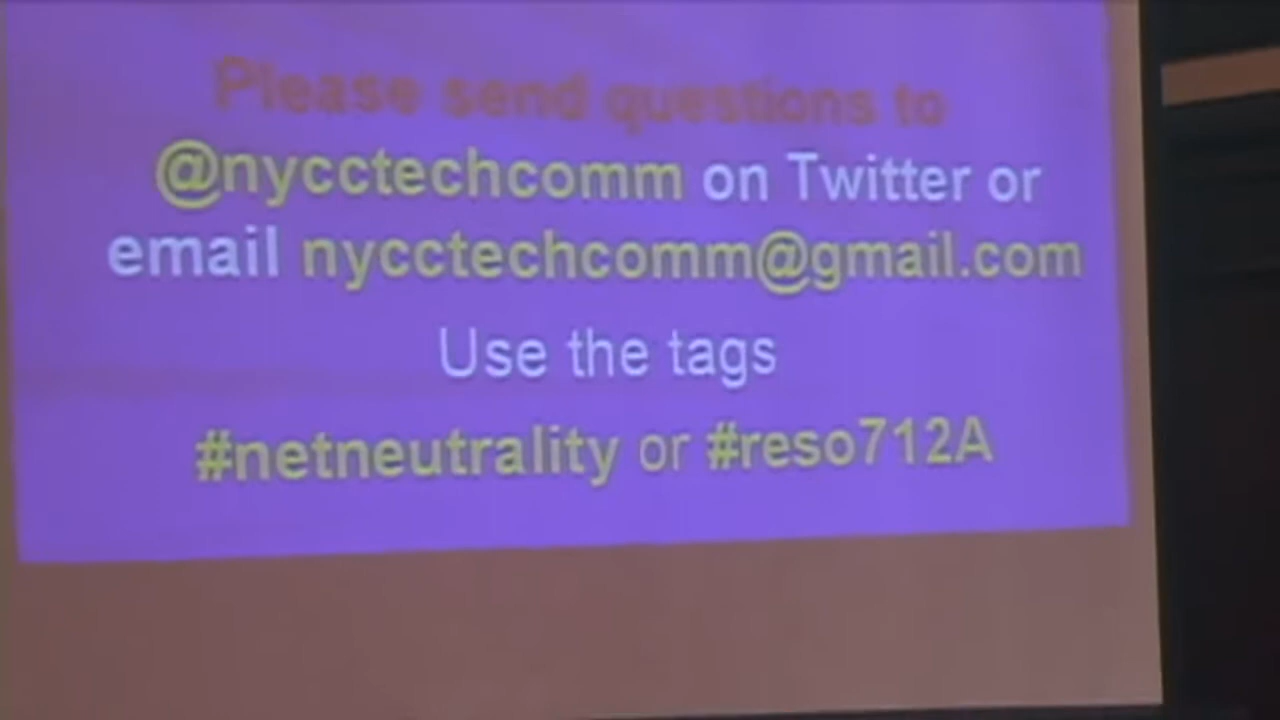 Please send questions to
@nycctechcomm on Twitter or
email nycctechcomm@gmail.com
Use the tags
#netneutrality or #reso712A